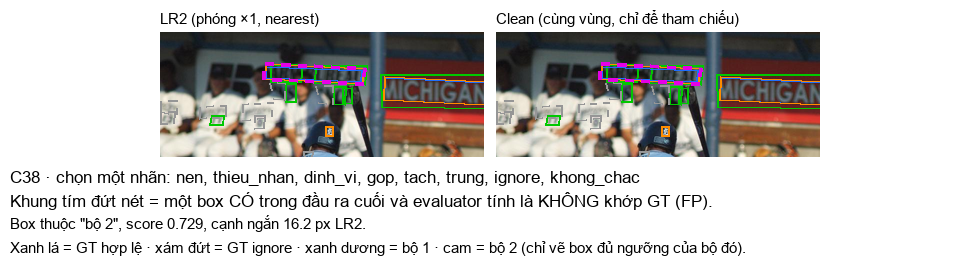 LR2 (phóng ×1, nearest)
Clean (cùng vùng, chỉ để tham chiếu)
MICHIGAN
MICHIGAN
C38 · chọn một nhãn: nen, thieu_nhan, dinh_vi, gop, tach, trung, ignore, khong_chac
Khung tím đứt nét = một box CÓ trong đầu ra cuối và evaluator tính là KHÔNG khớp GT (FP).
Box thuộc "bộ 2", score 0.729, cạnh ngắn 16.2 px LR2.
Xanh lá = GT hợp lệ · xám đứt = GT ignore · xanh dương = bộ 1 · cam = bộ 2 (chỉ vẽ box đủ ngưỡng của bộ đó).